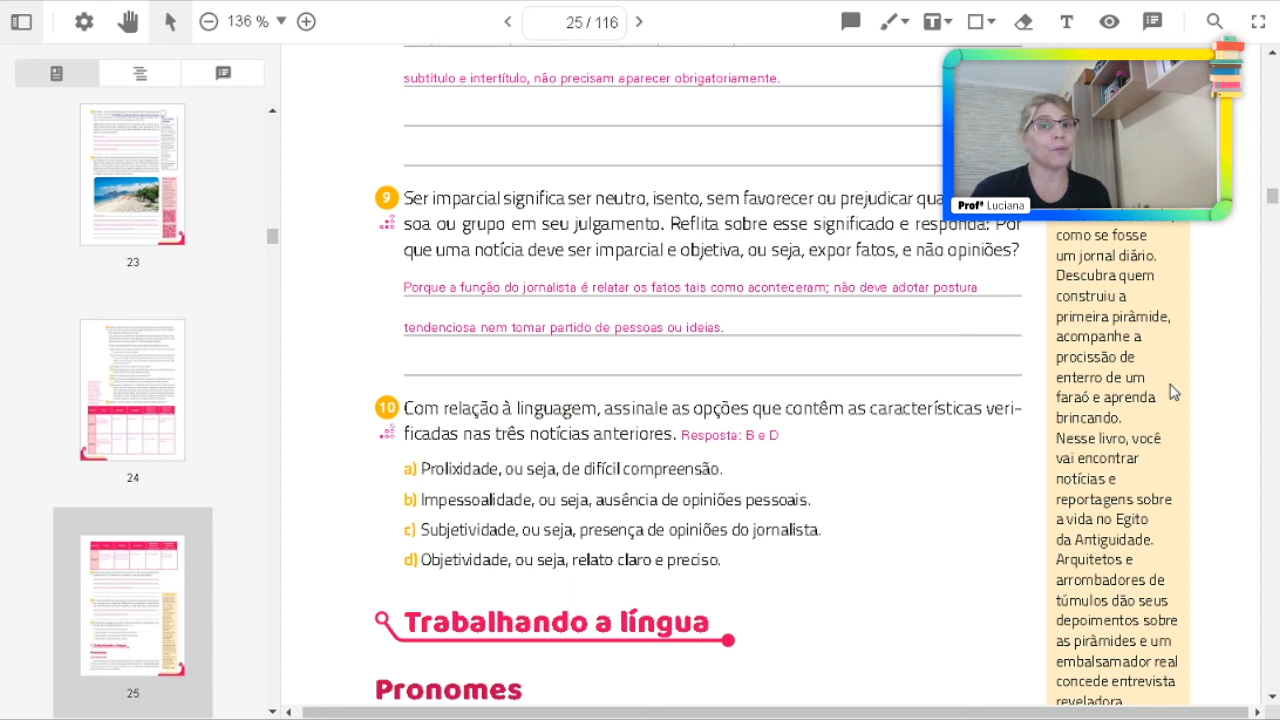 136 %
25 / 116
subtítulo e intertítulo, não precisam aparecer obrigatoriamente.
9 Ser imparcial significa ser neutro, isento, sem favorecer ou prejudicar
soa ou grupo em seu julgamento. Reflita sobre esse significado e responda: Por
que uma notícia deve ser imparcial e objetiva, ou seja, expor fatos, e não opiniões?
Porque a função do jornalista é relatar os fatos tais como aconteceram; não deve adotar postura
tendenciosa nem tomar partido de pessoas ou ideias.
10 Com relação à linguagem, assinale as opções que contêm as características veri-
ficadas nas três notícias anteriores. Resposta: B e D
a) Prolixidade, ou seja, de difícil compreensão.
b) Impessoalidade, ou seja, ausência de opiniões pessoais.
c) Subjetividade, ou seja, presença de opiniões do jornalista.
d) Objetividade, ou seja, relato claro e preciso.
Trabalhando a língua
Pronomes
Profª Luciana
como se fosse
um jornal diário.
Descubra quem
construiu a
primeira pirâmide,
acompanhe a
procissão de
enterro de um
faraó e aprenda
brincando.
Nesse livro, você
vai encontrar
notícias e
reportagens sobre
a vida no Egito
da Antiguidade.
Arquitetos e
arrombadores de
túmulos dão seus
depoimentos sobre
as pirâmides e um
embalsamador real
concede entrevista
reveladora
23
24
25